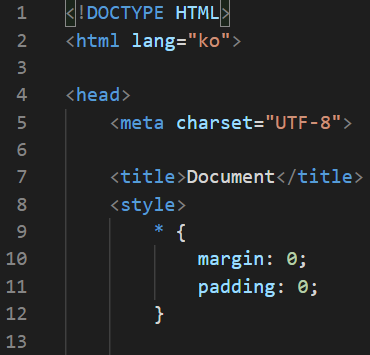 1 <!DOCTYPE HTML>
2 <html lang="ko">
3
4 <head>
5     <meta charset="UTF-8">
6
7     <title>Document</title>
8     <style>
9         * {
10             margin: 0;
11             padding: 0;
12         }
13